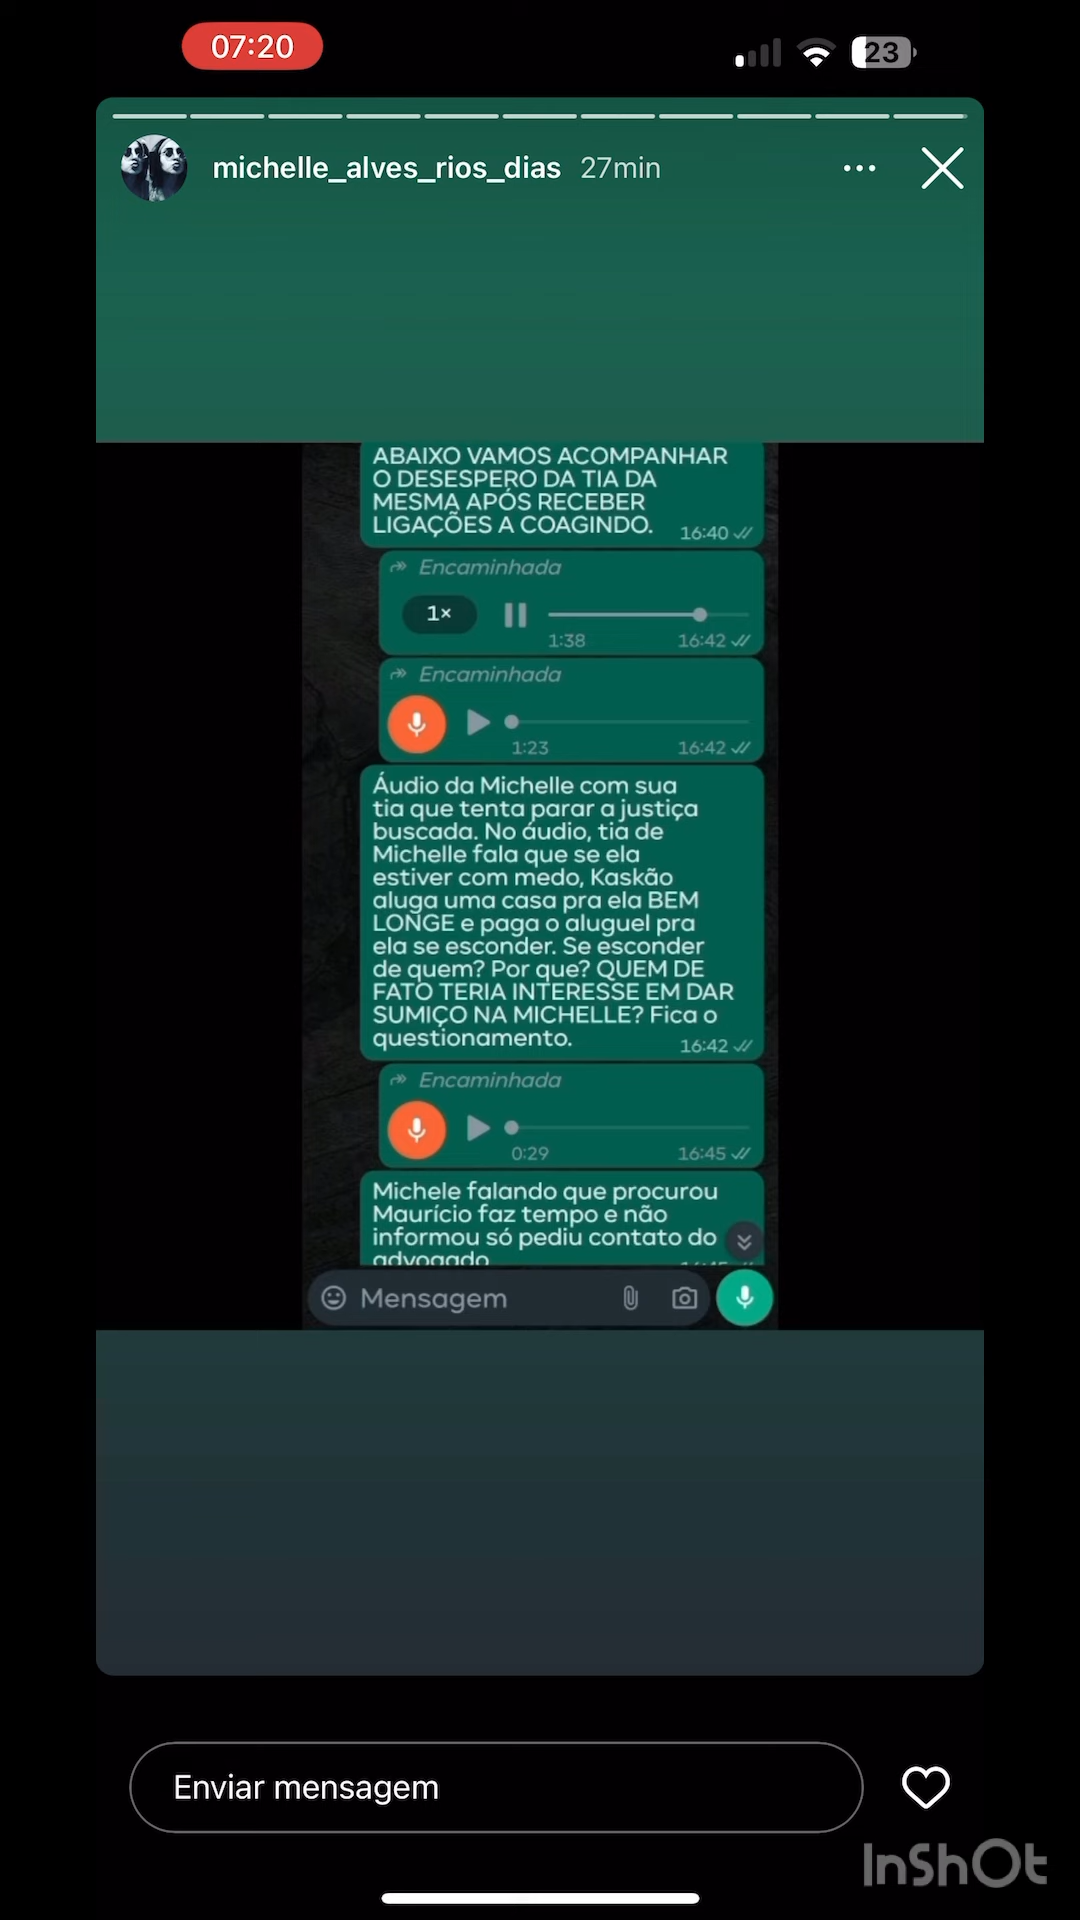 07:20
23
michelle_alves_rios_dias 27min
ABAIXO VAMOS ACOMPANHAR
O DESESPERO DA TIA DA
MESMA APÓS RECEBER
LIGAÇÕES A COAGINDO.
16:40
Encaminhada
1×
1:38 16:42
Encaminhada
1:23 16:42
Áudio da Michelle com sua
tia que tenta parar a justiça
buscada. No áudio, tia de
Michelle fala que se ela
estiver com medo, Kaskão
aluga uma casa pra ela BEM
LONGE e paga o aluguel pra
ela se esconder. Se esconder
de quem? Por que? QUEM DE
FATO TERIA INTERESSE EM DAR
SUMIÇO NA MICHELLE? Fica o
questionamento.
16:42
Encaminhada
0:29 16:45
Michele falando que procurou
Maurício faz tempo e não
informou só pediu contato do
advogado
16:45
Mensagem
Enviar mensagem
InShOt